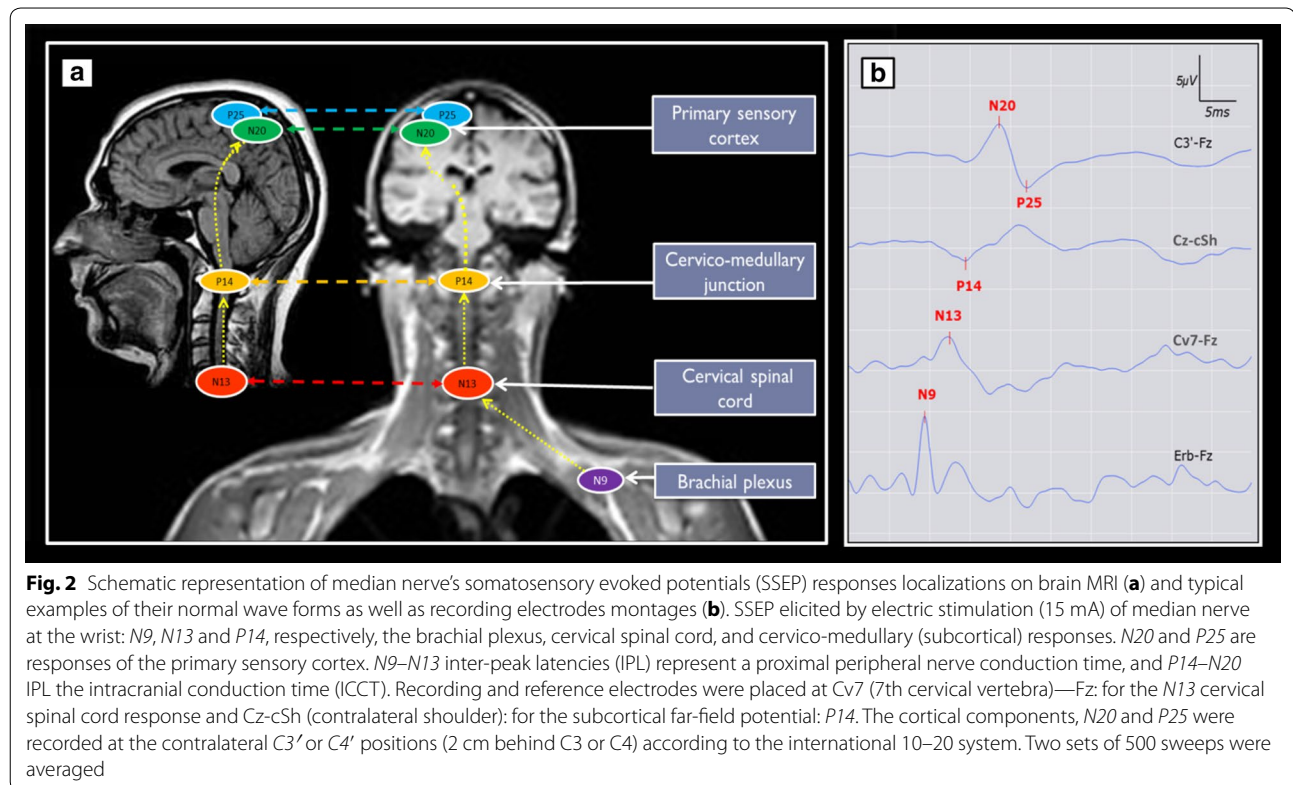 a
P25
N20
P14
N13
P25
N20
P14
N13
N9
Primary sensory
cortex
Cervico-medullary
junction
Cervical spinal
cord
Brachial plexus
b
5µV
5ms
N20
C3'-Fz
P25
Cz-cSh
P14
N13
Cv7-Fz
N9
Erb-Fz
Fig. 2 Schematic representation of median nerve's somatosensory evoked potentials (SSEP) responses localizations on brain MRI (a) and typical
examples of their normal wave forms as well as recording electrodes montages (b). SSEP elicited by electric stimulation (15 mA) of median nerve
at the wrist: N9, N13 and P14, respectively, the brachial plexus, cervical spinal cord, and cervico-medullary (subcortical) responses. N20 and P25 are
responses of the primary sensory cortex. N9–N13 inter-peak latencies (IPL) represent a proximal peripheral nerve conduction time, and P14–N20
IPL the intracranial conduction time (ICCT). Recording and reference electrodes were placed at Cv7 (7th cervical vertebra)—Fz: for the N13 cervical
spinal cord response and Cz-cSh (contralateral shoulder): for the subcortical far-field potential: P14. The cortical components, N20 and P25 were
recorded at the contralateral C3′ or C4′ positions (2 cm behind C3 or C4) according to the international 10–20 system. Two sets of 500 sweeps were
averaged